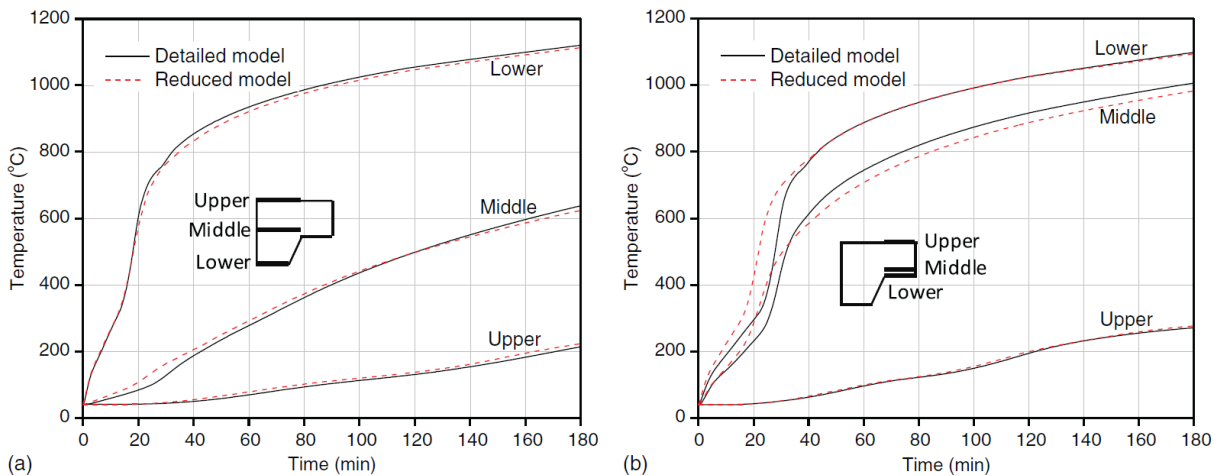 1200
1000
800
600
400
200
0
Temperature (°C)
Detailed model
Reduced model
Lower
Middle
Upper
Upper
Middle
Lower
0 20 40 60 80 100 120 140 160 180
(a)
Time (min)
1200
1000
800
600
400
200
0
Temperature (°C)
Detailed model
Reduced model
Lower
Middle
Upper
Middle
Lower
Upper
0 20 40 60 80 100 120 140 160 180
(b)
Time (min)